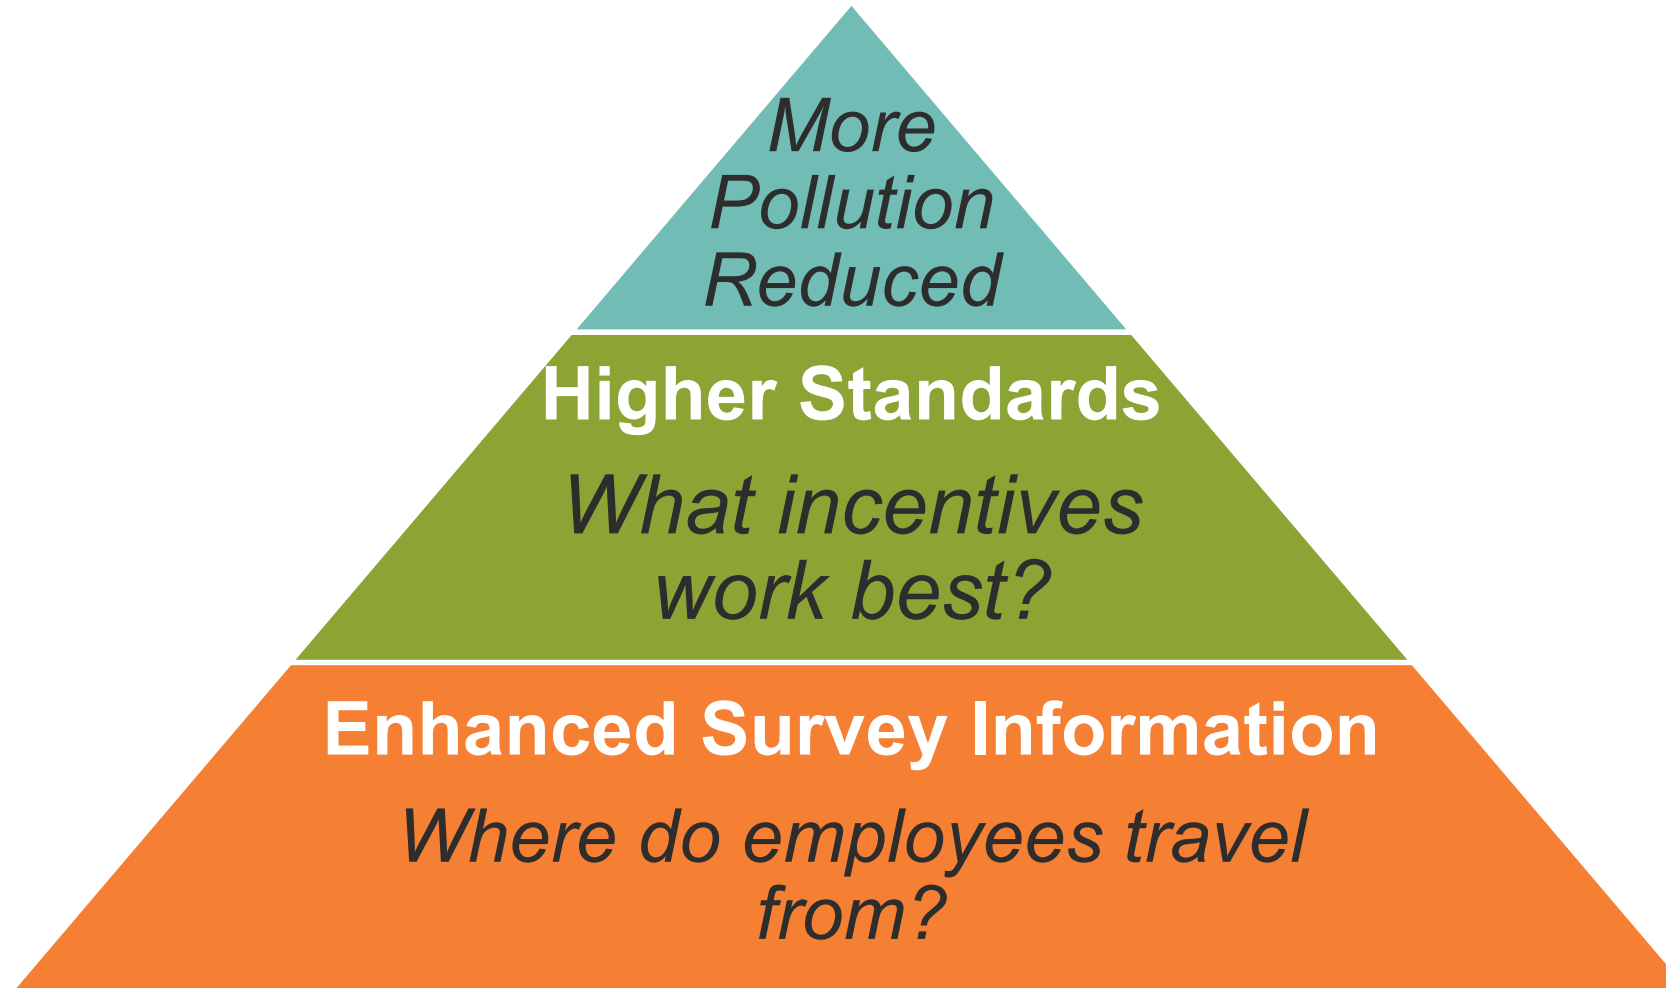 More
Pollution
Reduced
Higher Standards
What incentives
work best?
Enhanced Survey Information
Where do employees travel
from?